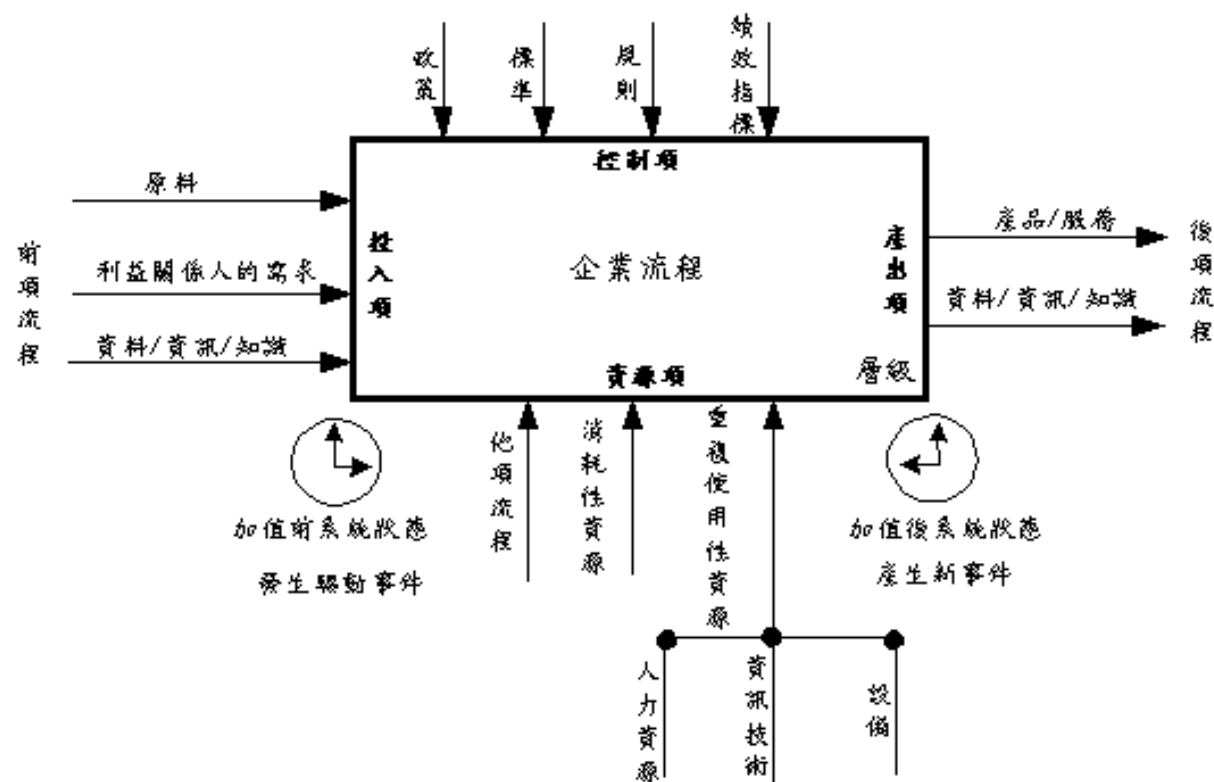 政策
標準
規則
績效指標
控制項
原料
前項流程
利益關係人的需求
資料/資訊/知識
投入項
企業流程
產出項
產品/服務
資料/資訊/知識
後項流程
資源項
層級
他項流程
消耗性資源
重複使用性資源
加值前系統狀態
發生驅動事件
加值後系統狀態
產生新事件
人力資源
資訊技術
設備